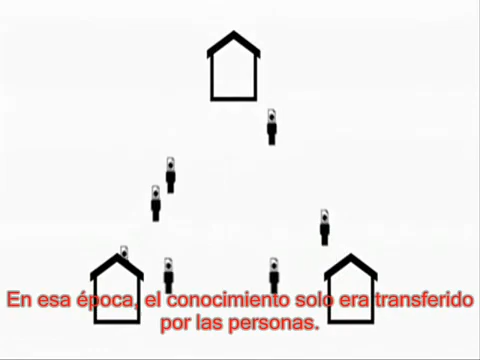 En esa época, el conocimiento solo era transferido
por las personas.